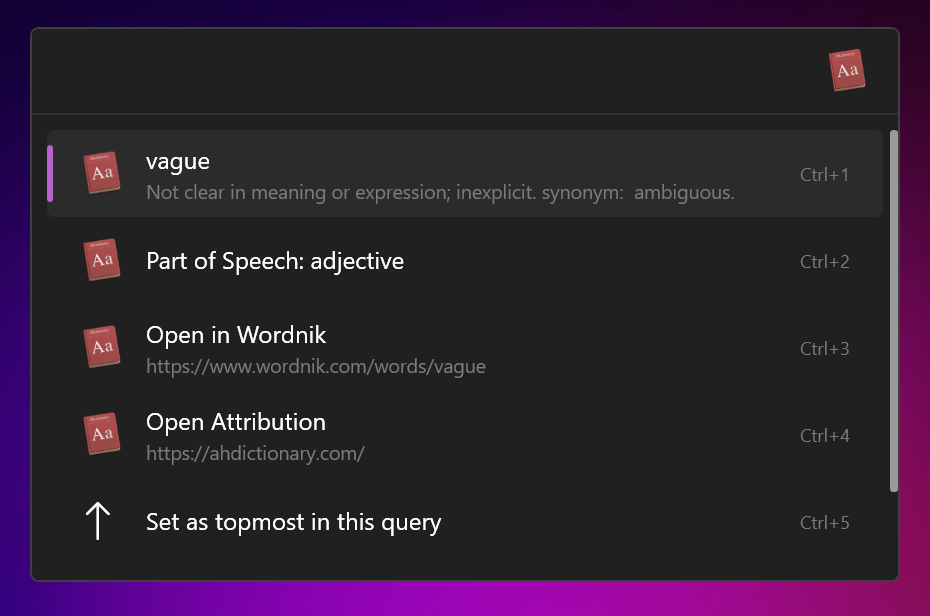 Aa
vague
Not clear in meaning or expression; inexplicit. synonym:  ambiguous.
Ctrl+1
Aa
Part of Speech: adjective
Ctrl+2
Aa
Open in Wordnik
https://www.wordnik.com/words/vague
Ctrl+3
Aa
Open Attribution
https://ahdictionary.com/
Ctrl+4
Aa
Set as topmost in this query
Ctrl+5